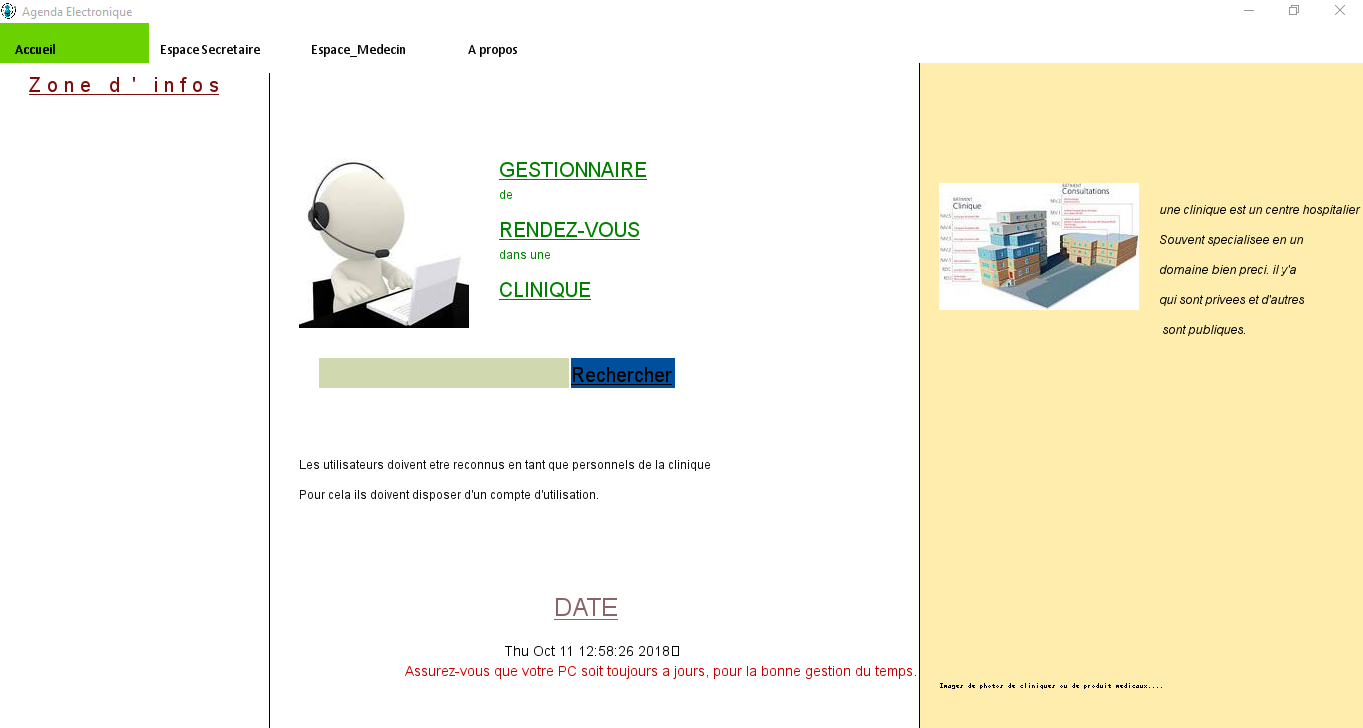 Agenda Electronique
Accueil
Espace Secretaire
Espace_Medecin
A propos
Zone d' infos
GESTIONNAIRE
de
RENDEZ-VOUS
dans une
CLINIQUE
Rechercher
Les utilisateurs doivent etre reconnus en tant que personnels de la clinique
Pour cela ils doivent disposer d'un compte d'utilisation.
DATE
Thu Oct 11 12:58:26 2018
Assurez-vous que votre PC soit toujours a jours, pour la bonne gestion du temps.
BATIMENT
Clinique
BATIMENT
Consultations
une clinique est un centre hospitalier
Souvent specialisee en un
domaine bien preci. il y'a
qui sont privees et d'autres
sont publiques.
Images de photos de cliniques ou de produit medicaux....